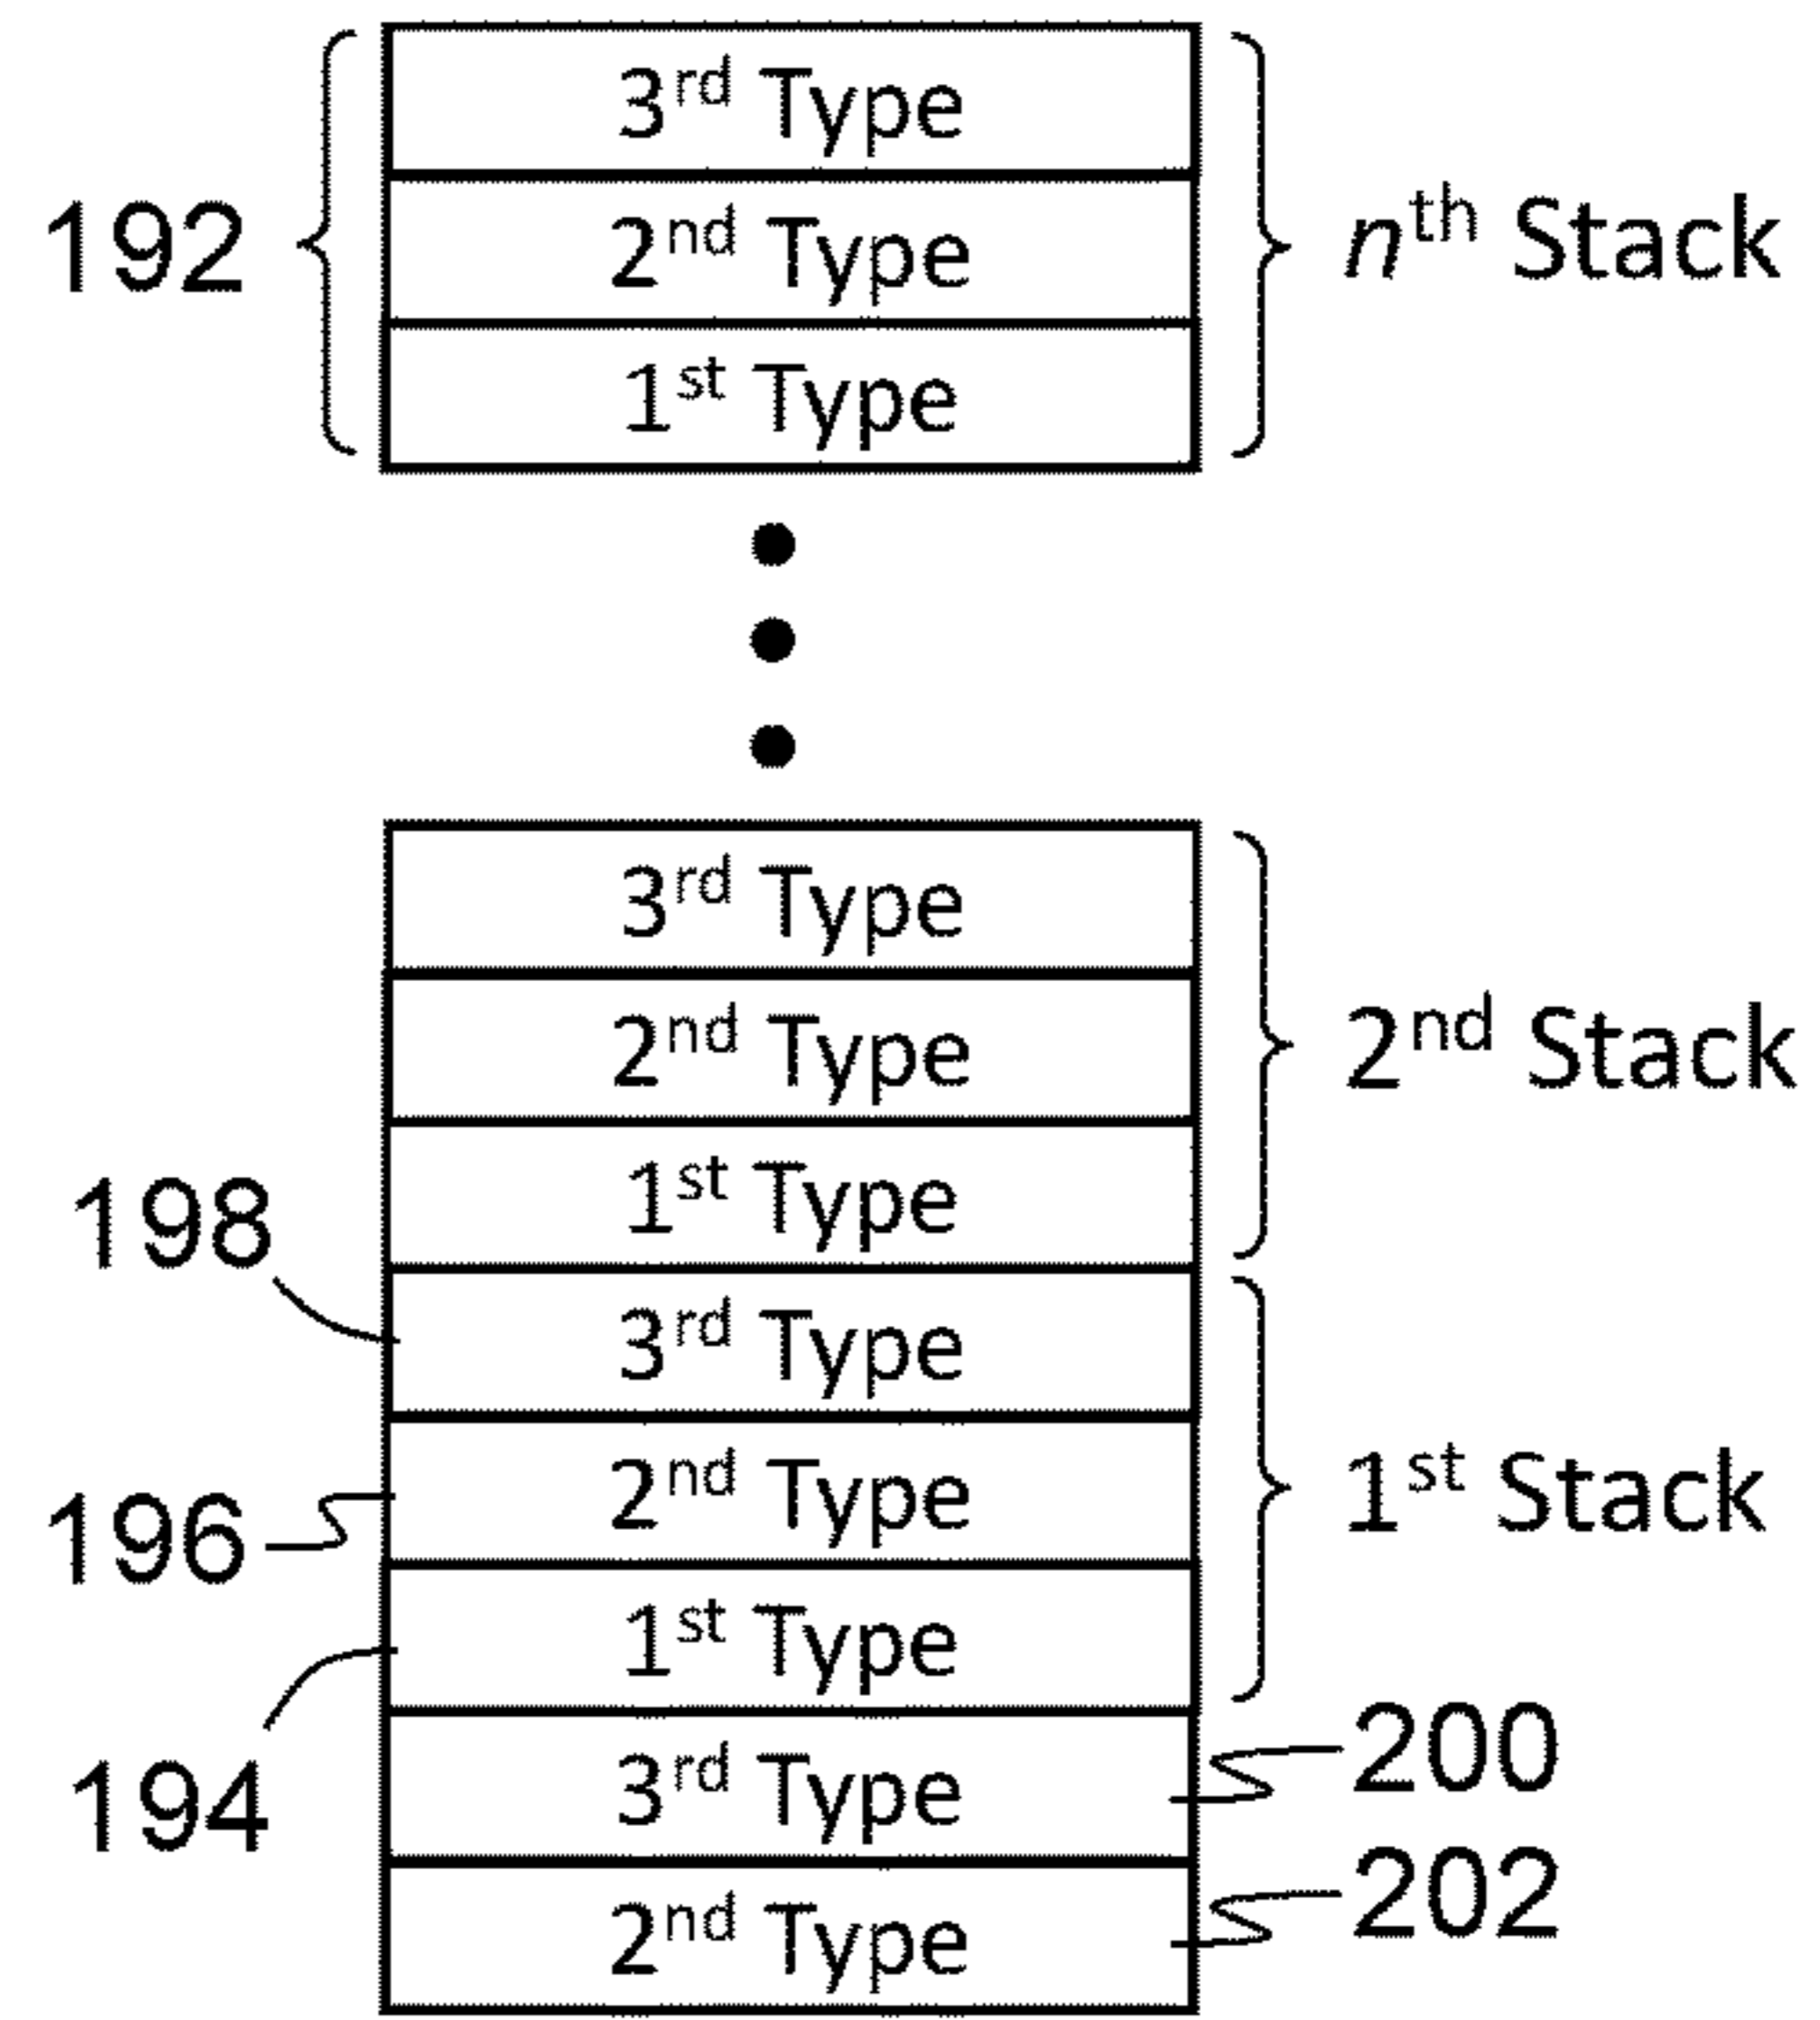 3rd Type
192
2nd Type
nth Stack
1st Type
3rd Type
2nd Type
2nd Stack
1st Type
198
3rd Type
2nd Type
1st Stack
196
1st Type
194
3rd Type
200
2nd Type
202